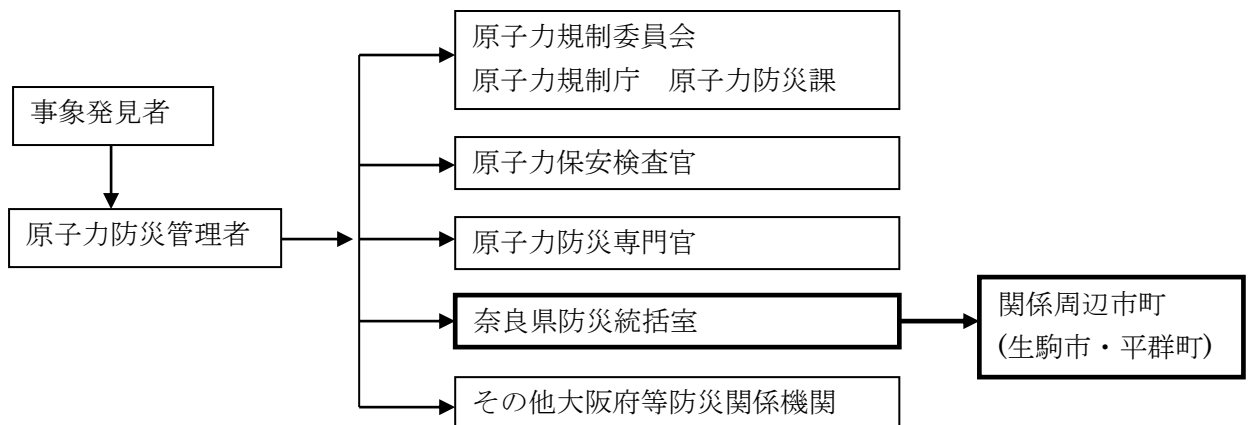 原子力規制委員会
原子力規制庁　原子力防災課
事象発見者
原子力保安検査官
原子力防災管理者
原子力防災専門官
奈良県防災統括室
関係周辺市町
(生駒市・平群町)
その他大阪府等防災関係機関